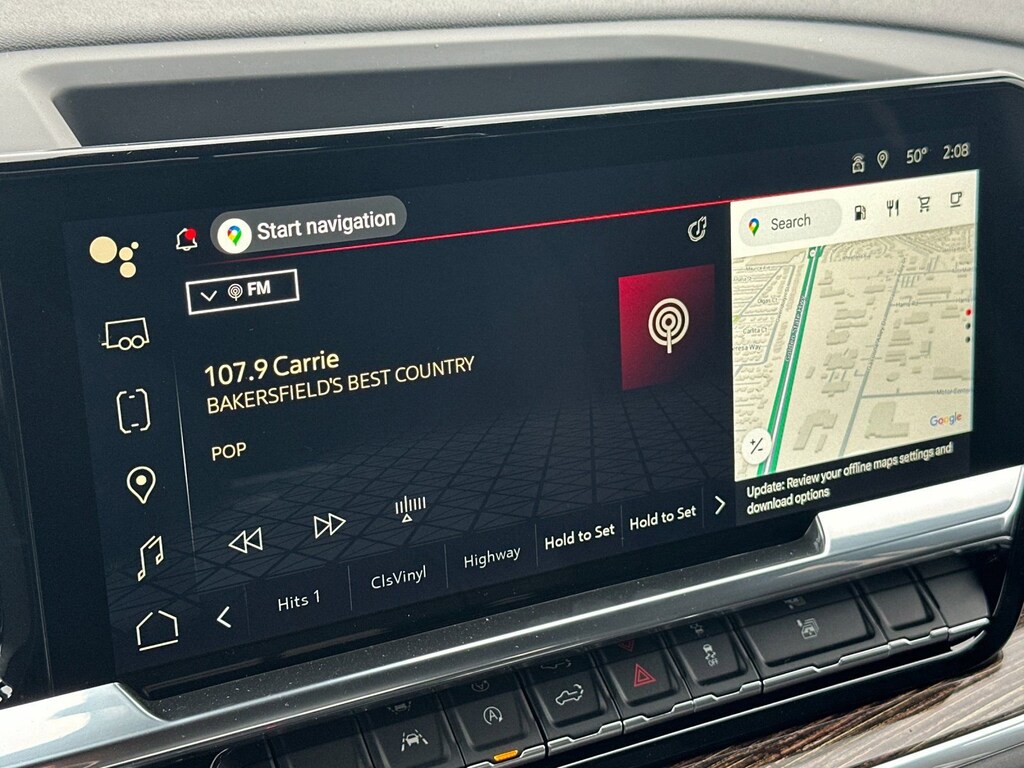 50° 2:08
Start navigation
Search
FM
107.9 Carrie
BAKERSFIELD'S BEST COUNTRY
POP
Google
Update: Review your offline maps settings and
download options
Hits 1
ClsVinyl
Highway
Hold to Set
Hold to Set